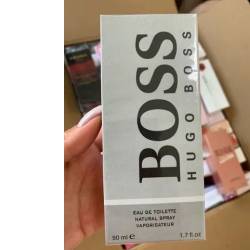 BOSS
HUGO BOSS
EAU DE TOILETTE
NATURAL SPRAY
VAPORISATEUR
50 ml e 1.7 fl oz